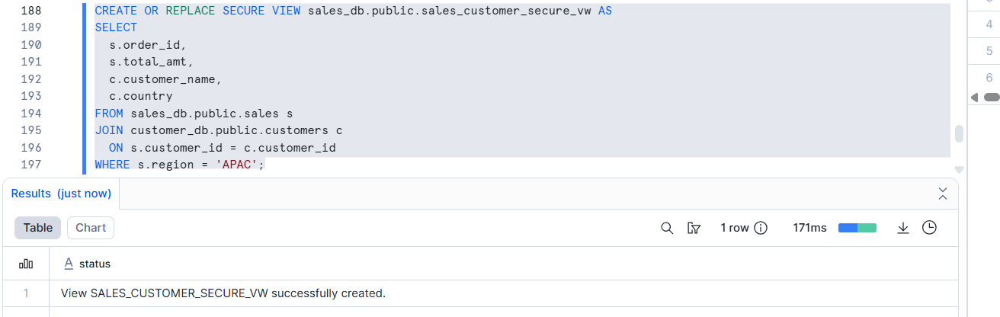 188 CREATE OR REPLACE SECURE VIEW sales_db.public.sales_customer_secure_vw AS
189 SELECT
190 s.order_id,
191 s.total_amt,
192 c.customer_name,
193 c.country
194 FROM sales_db.public.sales s
195 JOIN customer_db.public.customers c
196 ON s.customer_id = c.customer_id
197 WHERE s.region = 'APAC';
4
5
6
Results (just now)
Table Chart 1 row 171ms
A status
1 View SALES_CUSTOMER_SECURE_VW successfully created.